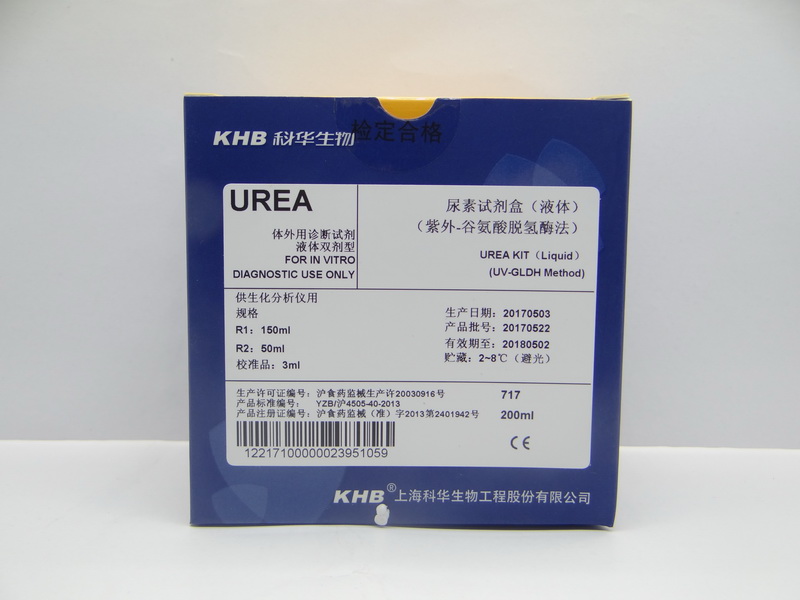 KHB 科华生物
检定合格
UREA
体外用诊断试剂
液体双剂型
FOR IN VITRO
DIAGNOSTIC USE ONLY
尿素试剂盒（液体）
（紫外-谷氨酸脱氢酶法）
UREA KIT（Liquid）
(UV-GLDH Method)
供生化分析仪用
规格
R1：150ml
R2：50ml
校准品：3ml
生产日期：20170503
产品批号：20170522
有效期至：20180502
贮藏：2~8℃（避光）
生产许可证编号：沪食药监械生产许20030916号
产品标准编号：YZB/沪4505-40-2013
产品注册证编号：沪食药监械（准）字2013第2401942号
717
200ml
12217100000023951059
CE
KHB®上海科华生物工程股份有限公司